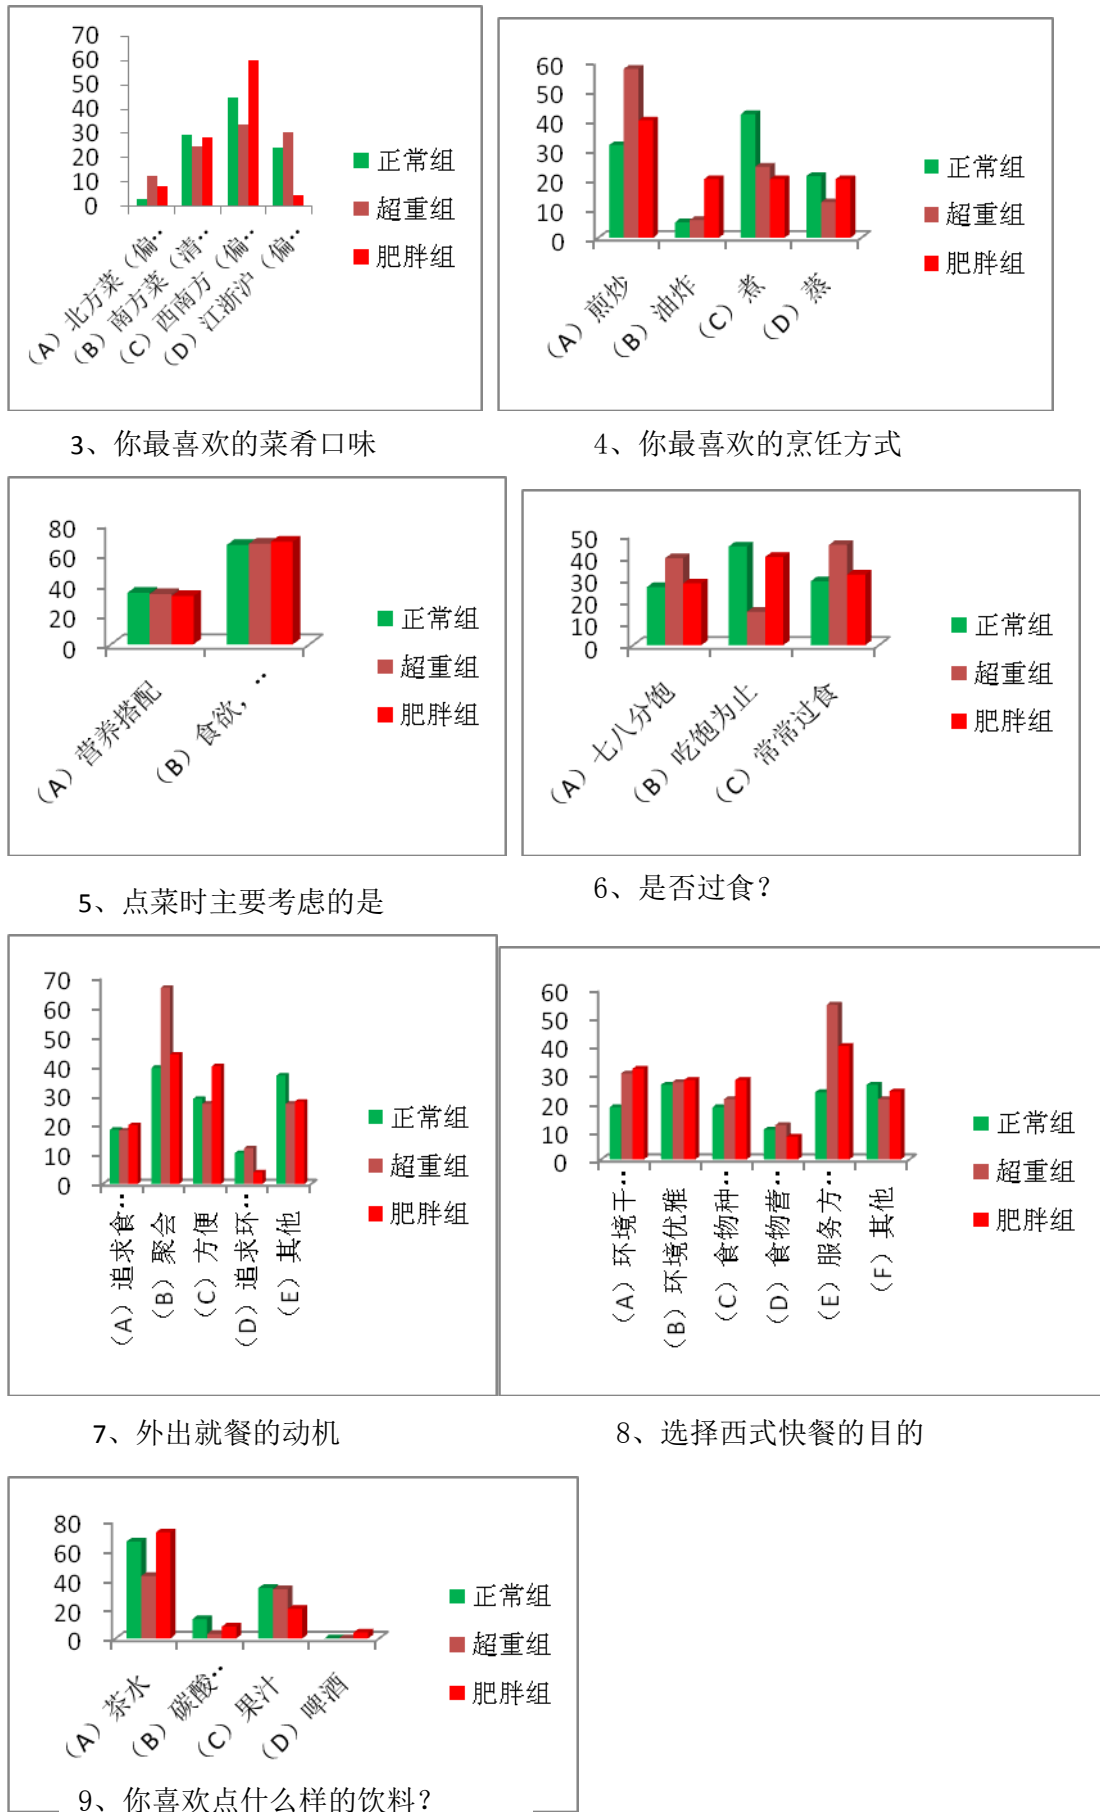 70
60
50
40
30
20
10
0
(A) 北方菜(偏..
(B) 南方菜(清..
(C) 西南方(偏..
(D) 江浙沪(偏..
正常组
超重组
肥胖组
3、你最喜欢的菜肴口味
60
50
40
30
20
10
0
(A) 煎炒
(B) 油炸
(C) 煮
(D) 蒸
正常组
超重组
肥胖组
4、你最喜欢的烹饪方式
80
60
40
20
0
(A) 营养搭配
(B) 食欲，..
正常组
超重组
肥胖组
5、点菜时主要考虑的是
50
40
30
20
10
0
(A) 七八分饱
(B) 吃饱为止
(C) 常常过食
正常组
超重组
肥胖组
6、是否过食？
70
60
50
40
30
20
10
0
(A) 追求食..
(B) 聚会
(C) 方便
(D) 追求环..
(E) 其他
正常组
超重组
肥胖组
7、外出就餐的动机
60
50
40
30
20
10
0
(A) 环境干..
(B) 环境优雅
(C) 食物种..
(D) 食物营..
(E) 服务方..
(F) 其他
正常组
超重组
肥胖组
8、选择西式快餐的目的
80
60
40
20
0
(A) 茶水
(B) 碳酸..
(C) 果汁
(D) 啤酒
正常组
超重组
肥胖组
9、你喜欢点什么样的饮料？